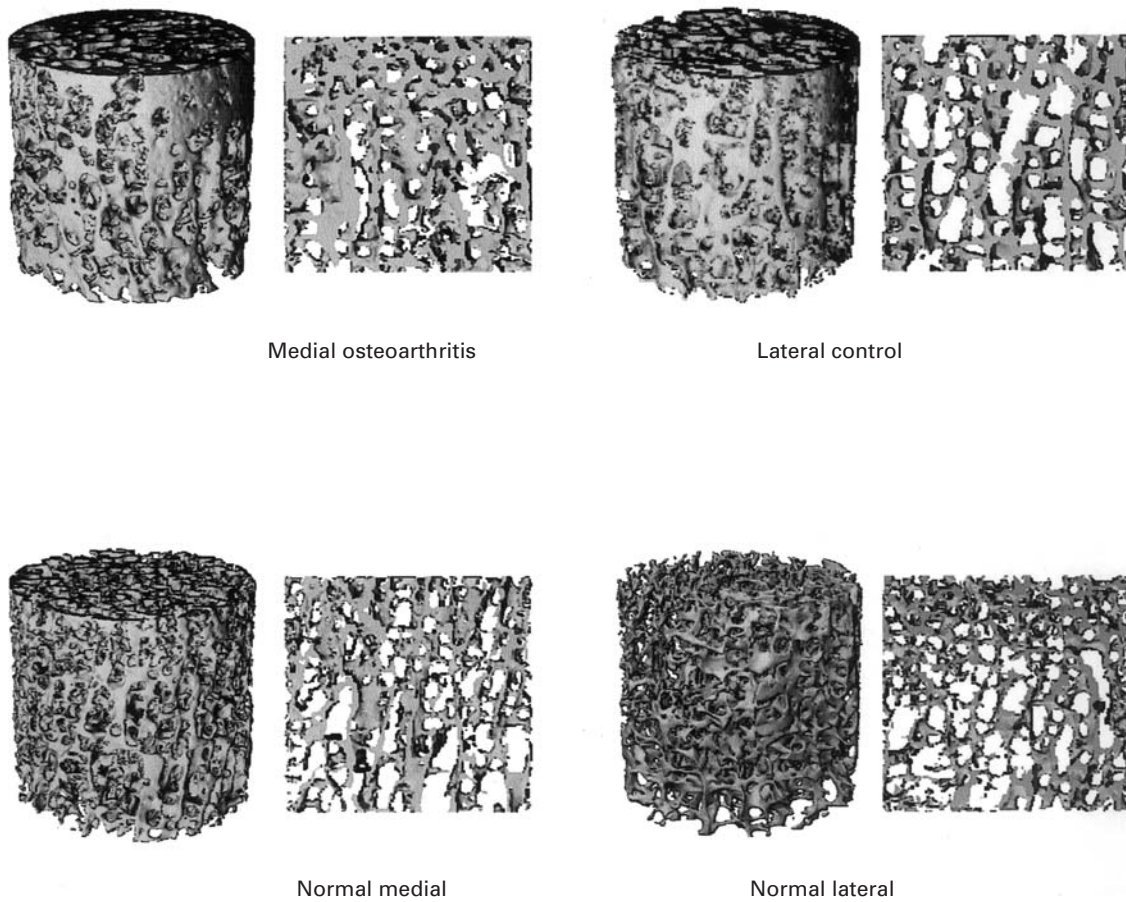 Medial osteoarthritis
Lateral control
Normal medial
Normal lateral